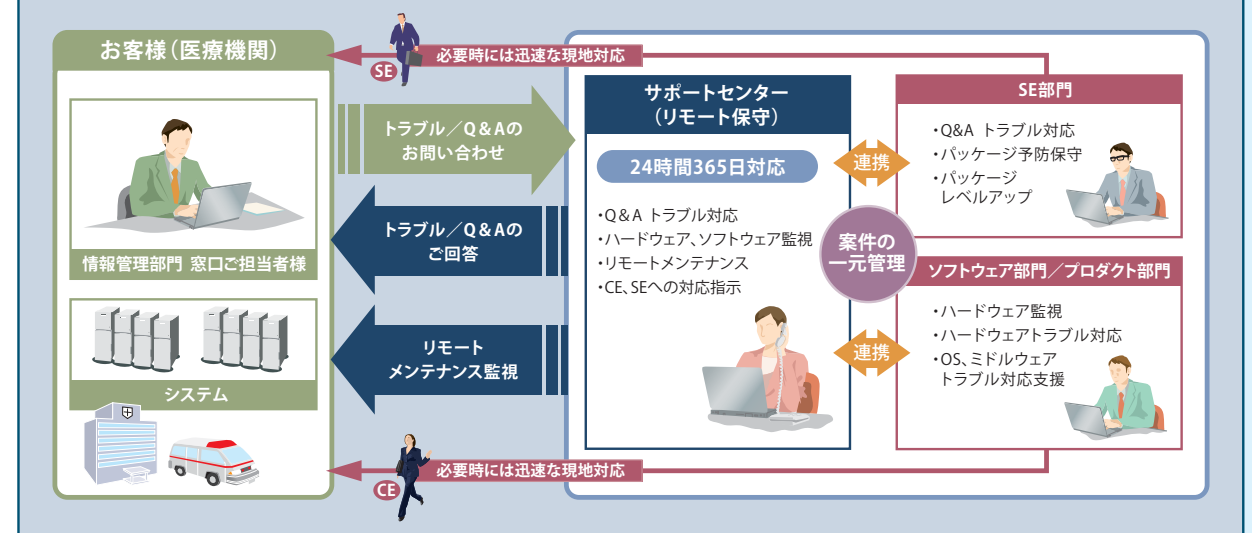 お客様（医療機関）
情報管理部門 窓口ご担当者様
システム
必要時には迅速な現地対応
SE
トラブル／Q＆Aの
お問い合わせ
トラブル／Q＆Aの
ご回答
リモート
メンテナンス監視
必要時には迅速な現地対応
CE
サポートセンター
（リモート保守）
24時間365日対応
・Q＆A トラブル対応
・ハードウェア、ソフトウェア監視
・リモートメンテナンス
・CE、SEへの対応指示
連携
案件の
一元管理
連携
SE部門
・Q&A トラブル対応
・パッケージ予防保守
・パッケージ
レベルアップ
ソフトウェア部門／プロダクト部門
・ハードウェア監視
・ハードウェアトラブル対応
・OS、ミドルウェア
トラブル対応支援